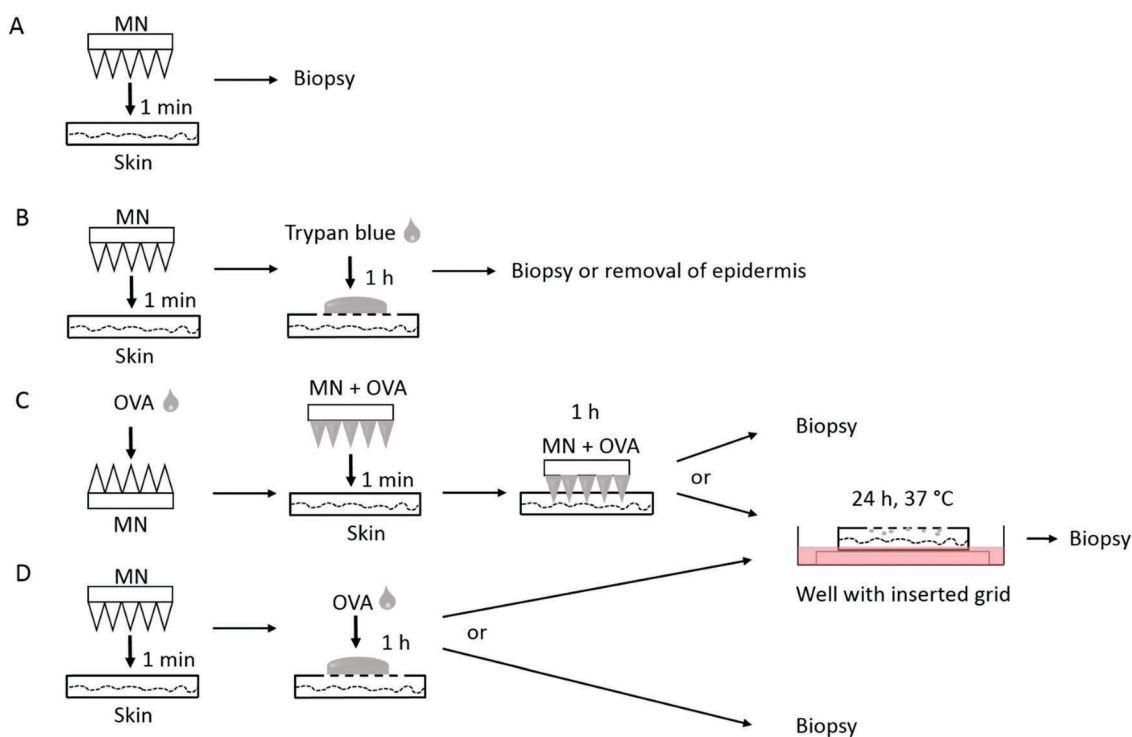 A
MN
1 min
Skin
Biopsy
B
MN
1 min
Skin
Trypan blue
1 h
Biopsy or removal of epidermis
C
OVA
MN
MN + OVA
1 min
Skin
1 h
MN + OVA
or
Biopsy
24 h, 37 °C
Well with inserted grid
Biopsy
D
MN
1 min
Skin
OVA
1 h
or
Biopsy